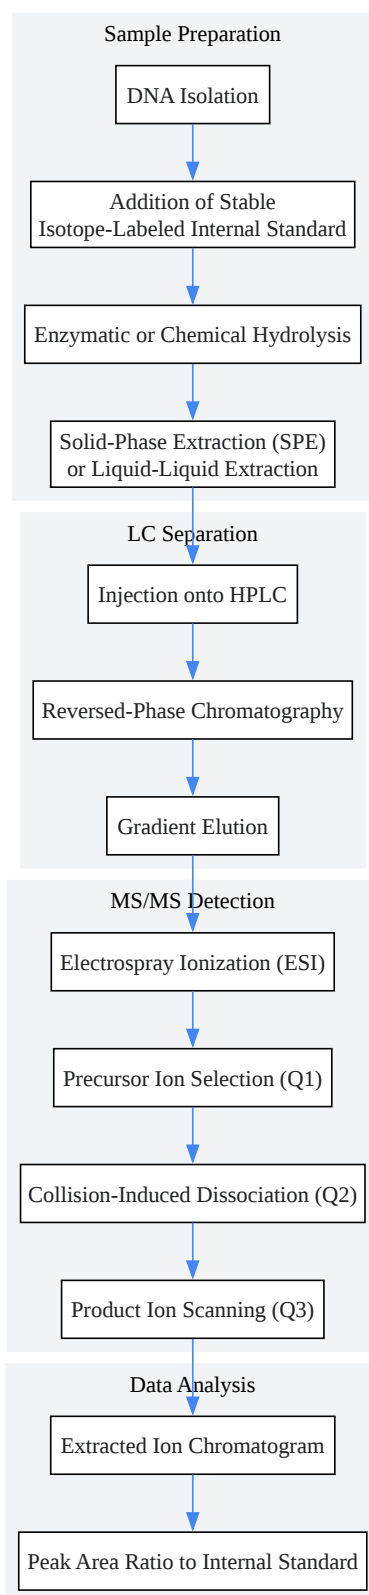 Sample Preparation
DNA Isolation
Addition of Stable
Isotope-Labeled Internal Standard
Enzymatic or Chemical Hydrolysis
Solid-Phase Extraction (SPE)
or Liquid-Liquid Extraction
LC Separation
Injection onto HPLC
Reversed-Phase Chromatography
Gradient Elution
MS/MS Detection
Electrospray Ionization (ESI)
Precursor Ion Selection (Q1)
Collision-Induced Dissociation (Q2)
Product Ion Scanning (Q3)
Data Analysis
Extracted Ion Chromatogram
Peak Area Ratio to Internal Standard